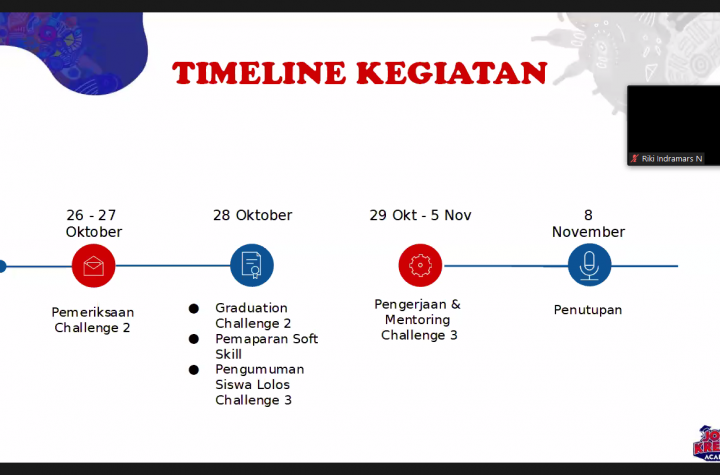 TIMELINE KEGIATAN
Riki Indramars N
26 - 27
Oktober
Pemeriksaan
Challenge 2
28 Oktober
● Graduation
Challenge 2
● Pemaparan Soft
Skill
● Pengumuman
Siswa Lolos
Challenge 3
29 Okt - 5 Nov
Pengerjaan &
Mentoring
Challenge 3
8
November
Penutupan